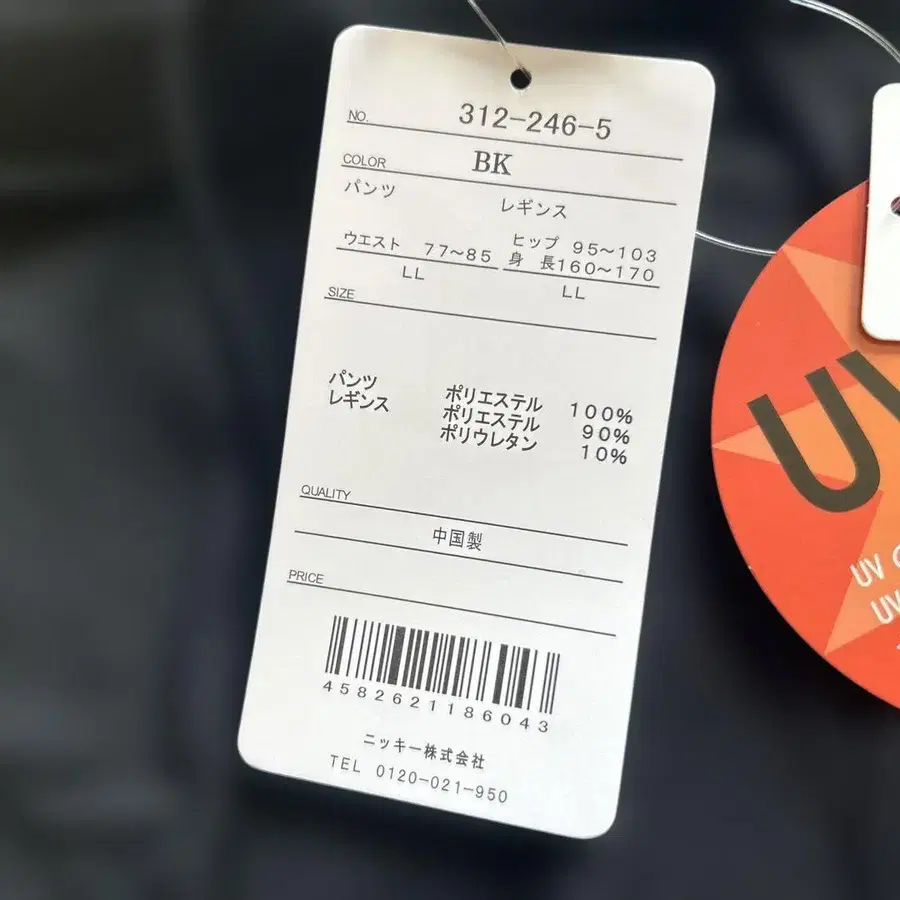 NO. 312-246-5
COLOR BK
パンツ レギンス
ウエスト 77~85 ヒップ 95~103
身 長160~170
LL LL
SIZE
パンツ ポリエステル 100%
レギンス ポリエステル 90%
ポリウレタン 10%
QUALITY
中国製
PRICE
4582621186043
ニッキー株式会社
TEL 0120-021-950
UV
UV
UV